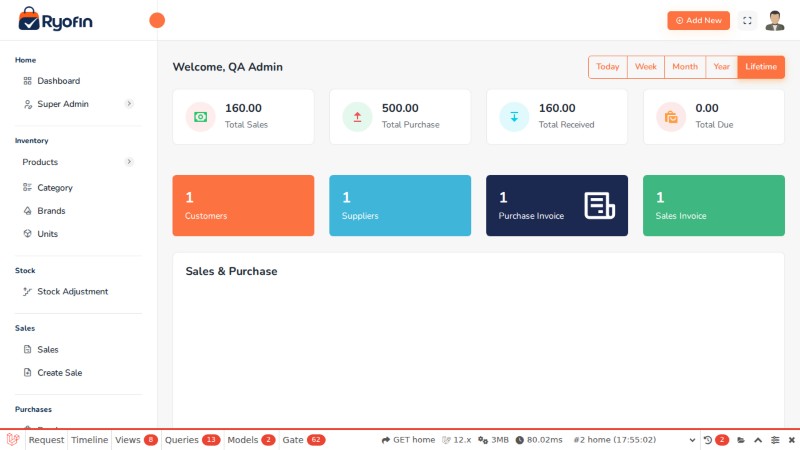 Ryofin
Add New
Home
Dashboard
Super Admin
Inventory
Products
Category
Brands
Units
Stock
Stock Adjustment
Sales
Sales
Create Sale
Purchases
Welcome, QA Admin
Today Week Month Year Lifetime
160.00
Total Sales
500.00
Total Purchase
160.00
Total Received
0.00
Total Due
1
Customers
1
Suppliers
1
Purchase Invoice
1
Sales Invoice
Sales & Purchase
Request Timeline Views 8 Queries 13 Models 2 Gate 62 GET home 12.x 3MB 80.02ms #2 home (17:55:02) 2